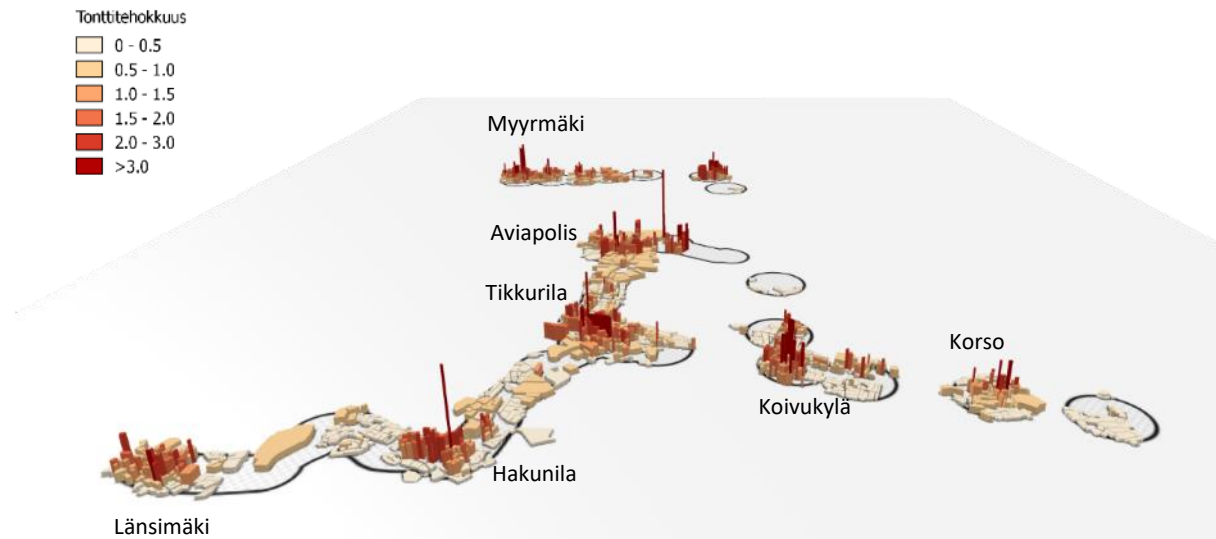 Tonttitehokkuus
0 - 0.5
0.5 - 1.0
1.0 - 1.5
1.5 - 2.0
2.0 - 3.0
>3.0
Myyrmäki
Aviapolis
Tikkurila
Korso
Koivukylä
Hakunila
Länsimäki